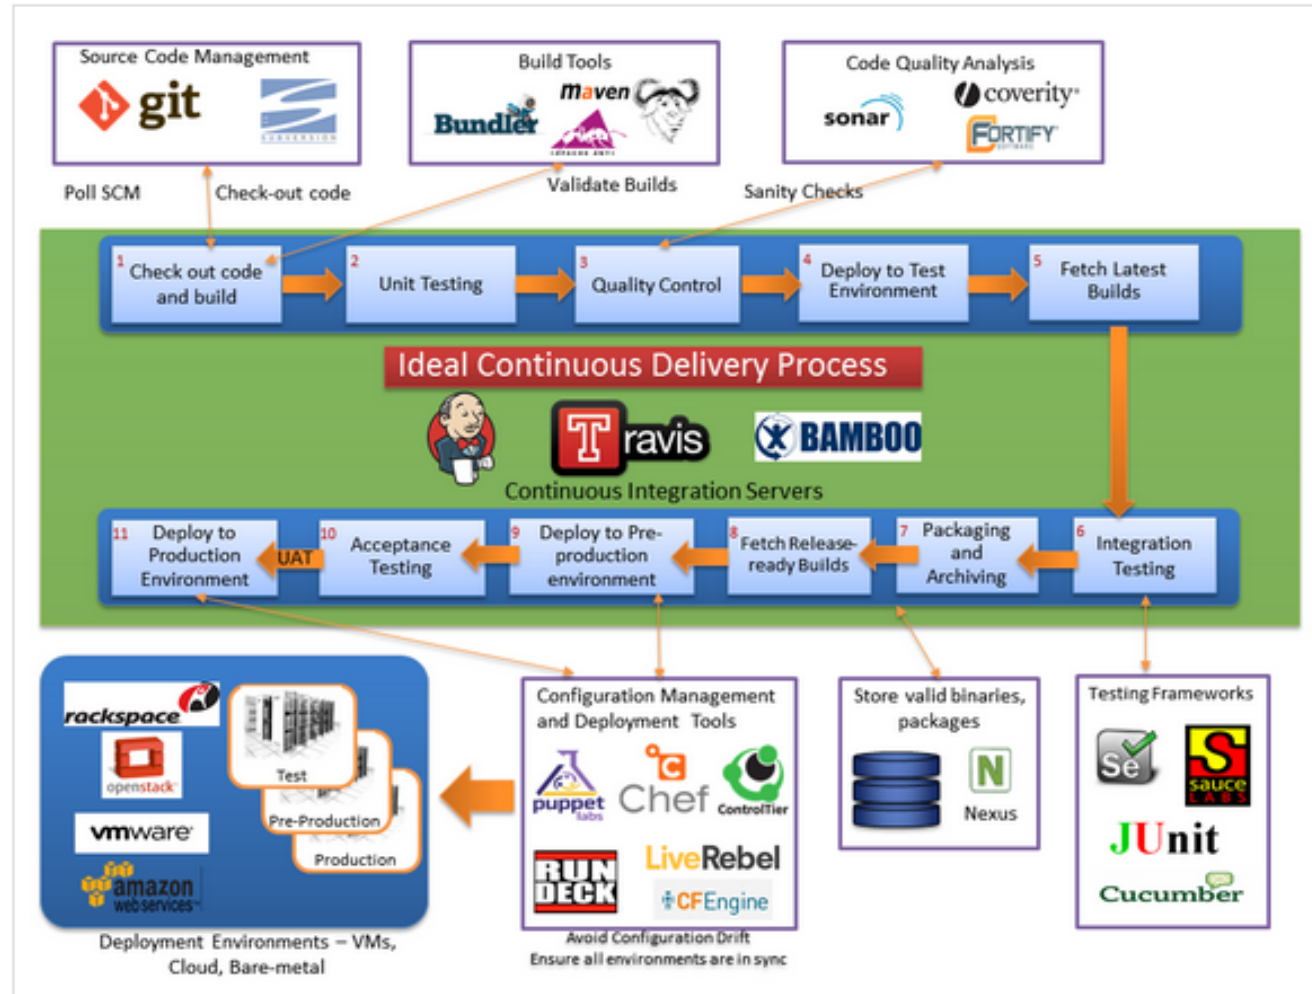 Source Code Management
git
SUBVERSION
Build Tools
maven
Bundler
APACHE ANT
Code Quality Analysis
sonar
coverity
FORTIFY
SOFTWARE
Poll SCM
Check-out code
Validate Builds
Sanity Checks
1
Check out code
and build
2
Unit Testing
3
Quality Control
4
Deploy to Test
Environment
5
Fetch Latest
Builds
Ideal Continuous Delivery Process
Travis
BAMBOO
Continuous Integration Servers
11
Deploy to
Production
Environment
UAT
10
Acceptance
Testing
9
Deploy to Pre-
production
environment
8
Fetch Release-
ready Builds
7
Packaging
and
Archiving
6
Integration
Testing
rackspace
openstack
vmware
amazon
webservices™
Test
Pre-Production
Production
Deployment Environments – VMs,
Cloud, Bare-metal
Configuration Management
and Deployment Tools
puppet
labs
Chef
ControlTier
RUN
DECK
LiveRebel
CFEngine
Avoid Configuration Drift
Ensure all environments are in sync
Store valid binaries,
packages
N
Nexus
Testing Frameworks
Se
S
sauce
LABS
JUnit
Cucumber